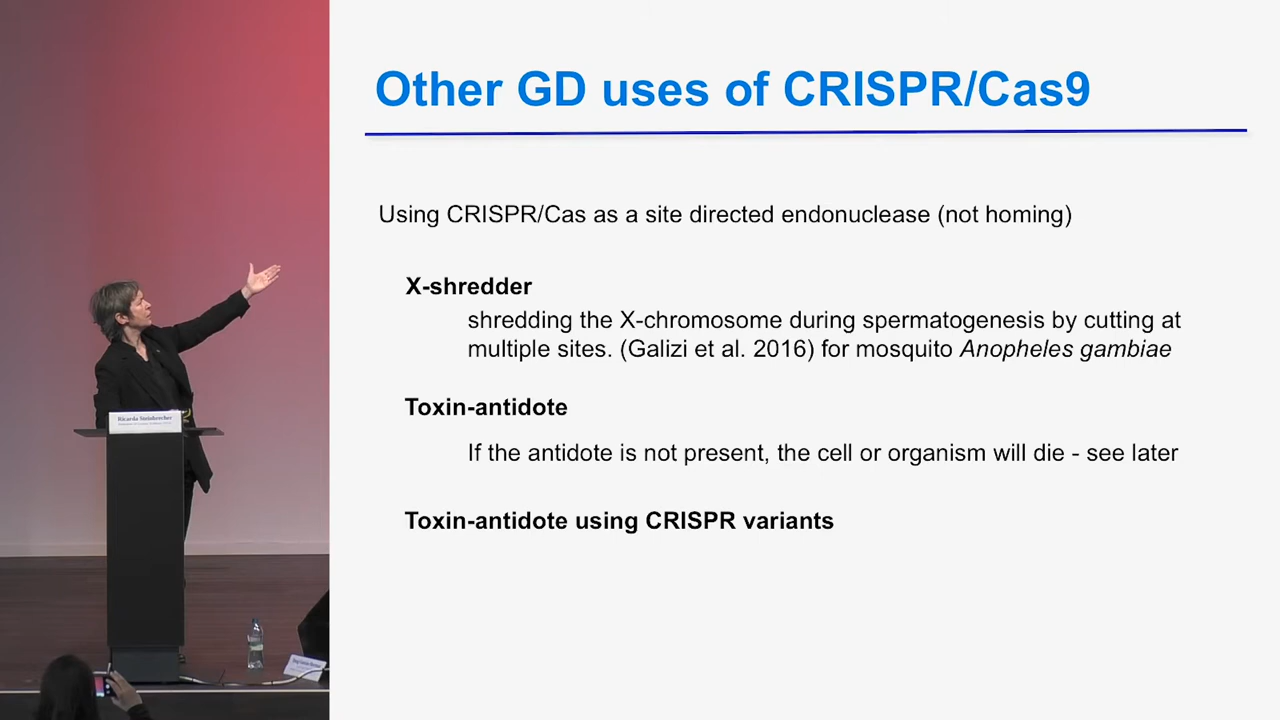 Other GD uses of CRISPR/Cas9
Using CRISPR/Cas as a site directed endonuclease (not homing)
X-shredder
shredding the X-chromosome during spermatogenesis by cutting at
multiple sites. (Galizi et al. 2016) for mosquito Anopheles gambiae
Toxin-antidote
If the antidote is not present, the cell or organism will die - see later
Toxin-antidote using CRISPR variants
Ricarda Steinbrecher